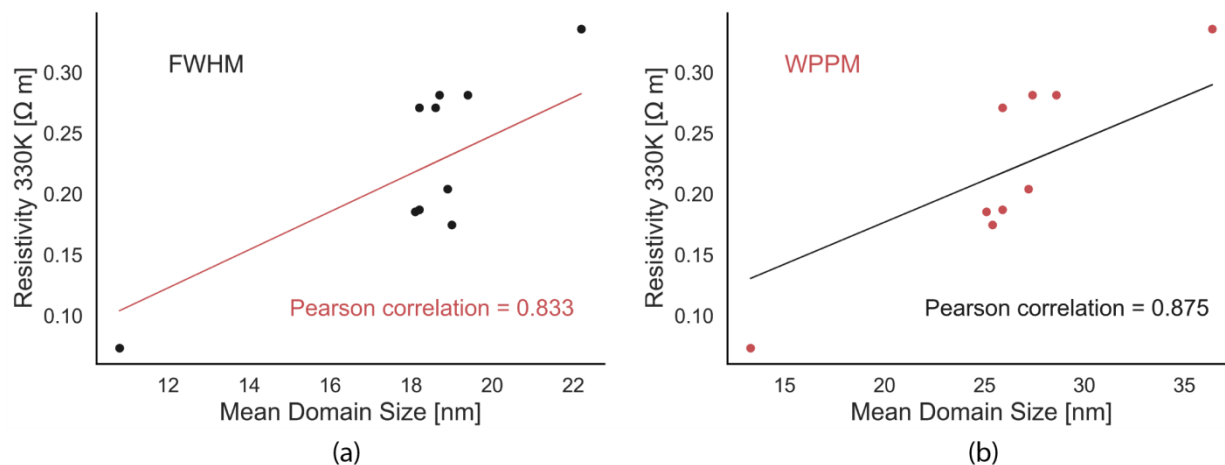 FWHM
0.30
0.25
0.20
0.15
0.10
Resistivity 330K [Ω m]
Pearson correlation = 0.833
12 14 16 18 20 22
Mean Domain Size [nm]
(a)
WPPM
0.30
0.25
0.20
0.15
0.10
Resistivity 330K [Ω m]
Pearson correlation = 0.875
15 20 25 30 35
Mean Domain Size [nm]
(b)